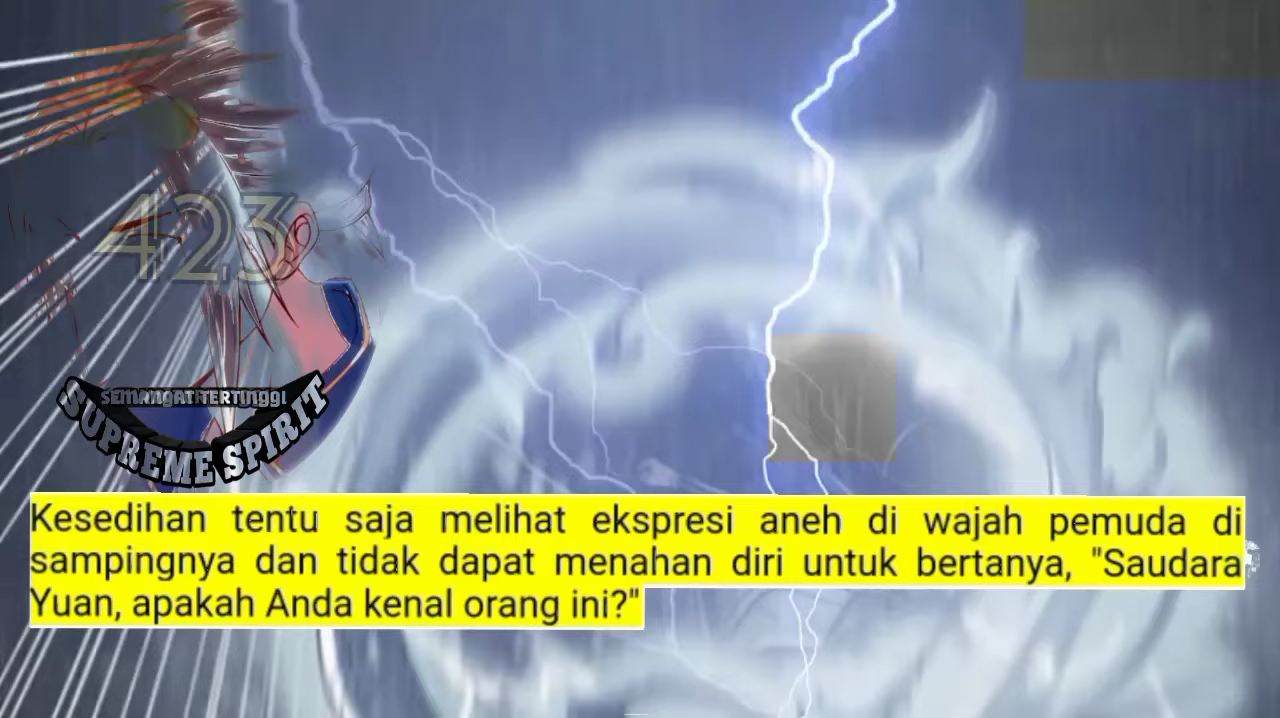 423
SEMANGAT TERTINGGI
SUPREME SPIRIT
Kesedihan tentu saja melihat ekspresi aneh di wajah pemuda di
sampingnya dan tidak dapat menahan diri untuk bertanya, "Saudara
Yuan, apakah Anda kenal orang ini?"